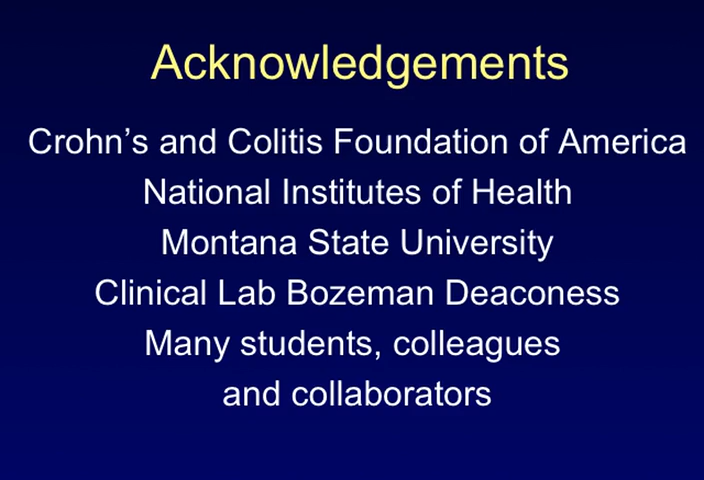 Acknowledgements
Crohn’s and Colitis Foundation of America
National Institutes of Health
Montana State University
Clinical Lab Bozeman Deaconess
Many students, colleagues
and collaborators